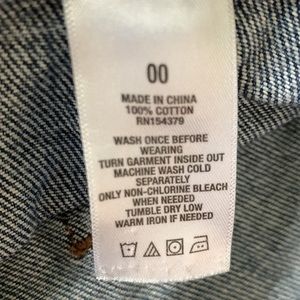 00
MADE IN CHINA
100% COTTON
RN154379
WASH ONCE BEFORE
WEARING
TURN GARMENT INSIDE OUT
MACHINE WASH COLD
SEPARATELY
ONLY NON-CHLORINE BLEACH
WHEN NEEDED
TUMBLE DRY LOW
WARM IRON IF NEEDED